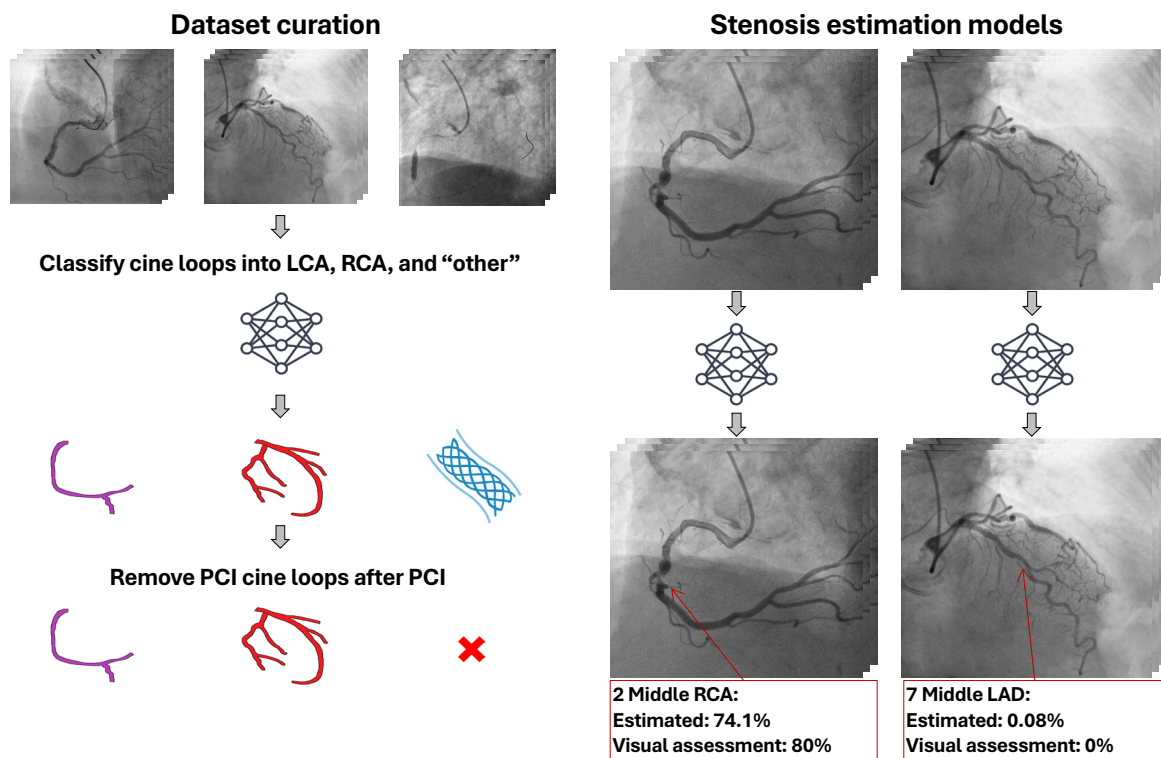 Dataset curation
Classify cine loops into LCA, RCA, and “other”
Remove PCI cine loops after PCI
Stenosis estimation models
2 Middle RCA:
Estimated: 74.1%
Visual assessment: 80%
7 Middle LAD:
Estimated: 0.08%
Visual assessment: 0%